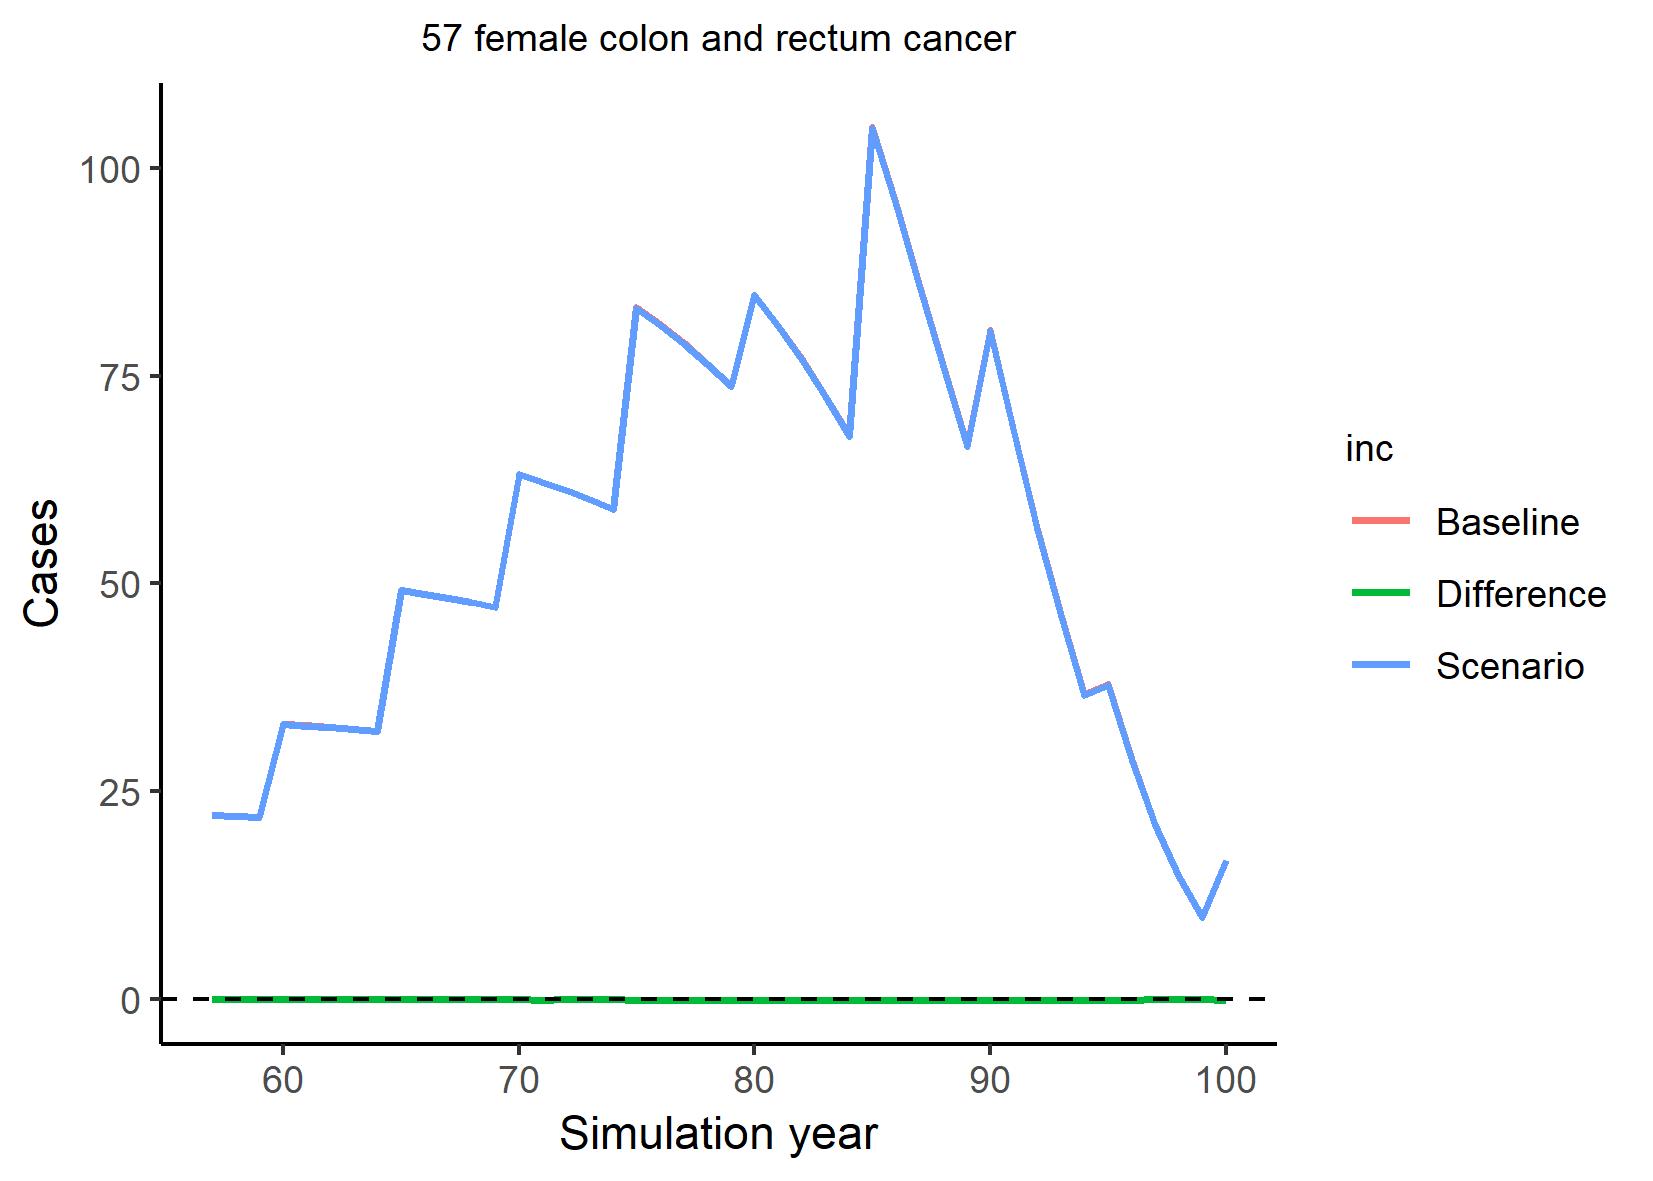 57 female colon and rectum cancer
100
75
50
25
0
Cases
60 70 80 90 100
Simulation year
inc
Baseline
Difference
Scenario